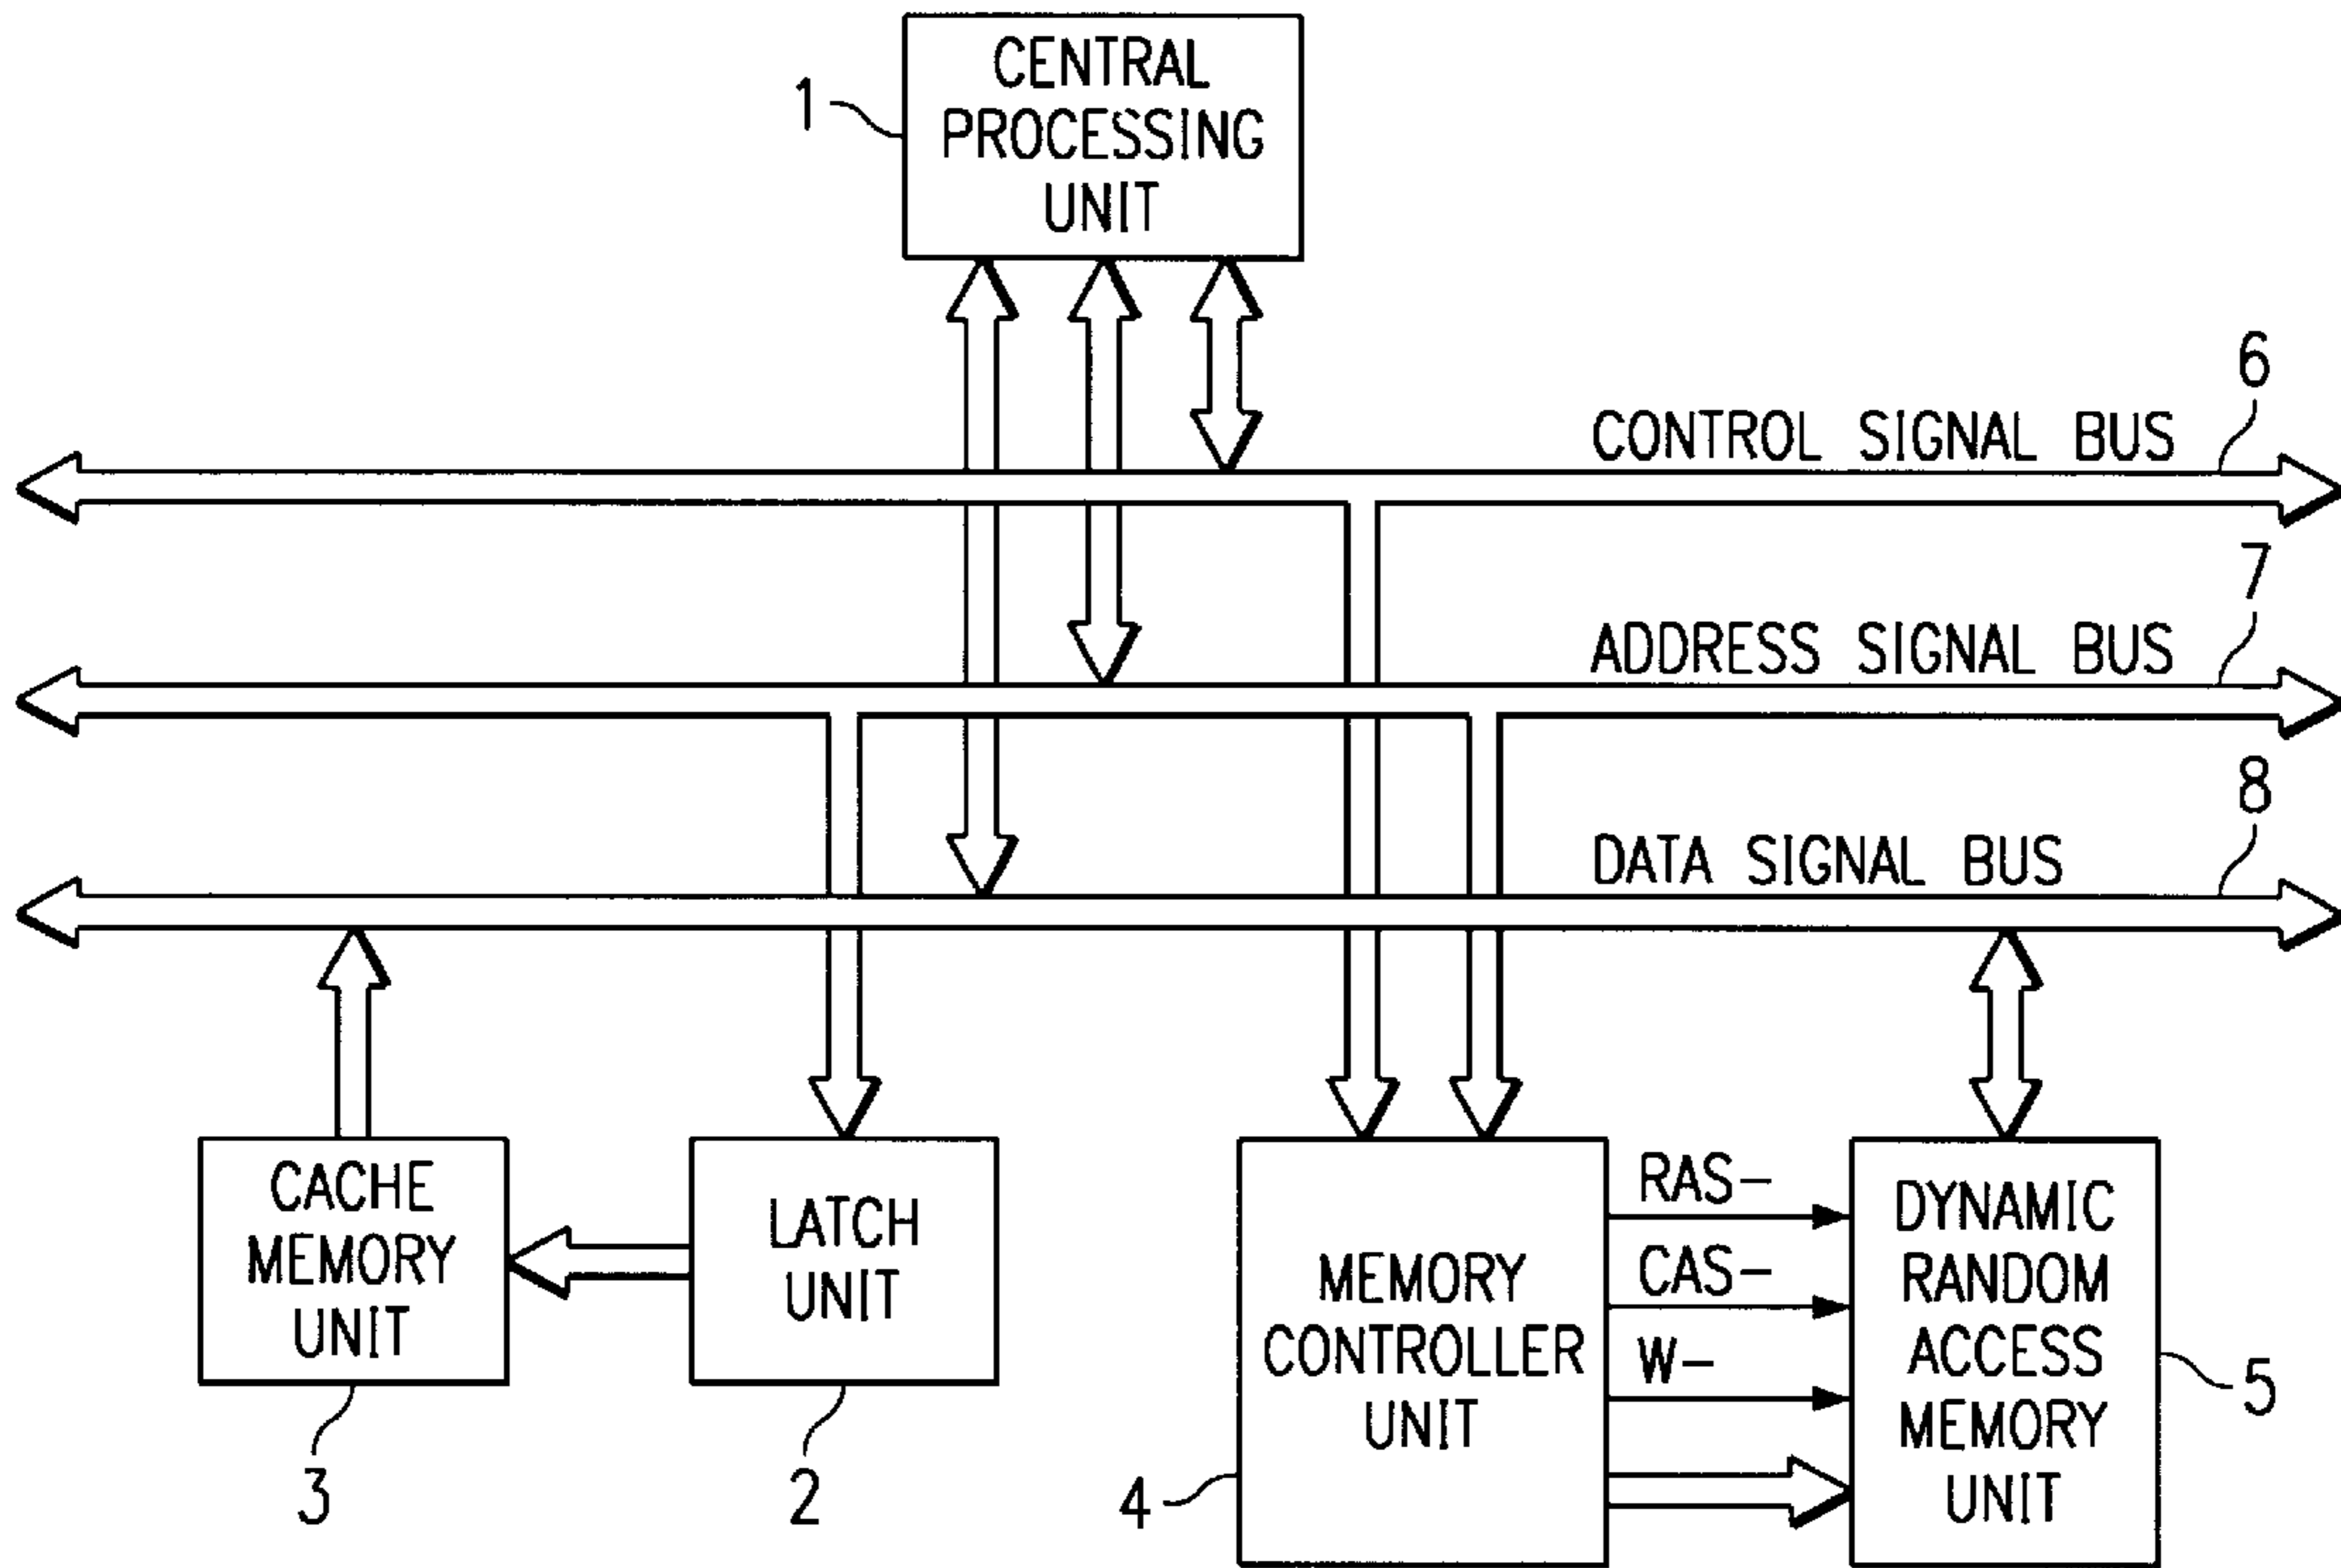 CENTRAL
PROCESSING
UNIT
1
6
CONTROL SIGNAL BUS
7
ADDRESS SIGNAL BUS
8
DATA SIGNAL BUS
CACHE
MEMORY
UNIT
3
LATCH
UNIT
2
MEMORY
CONTROLLER
UNIT
4
RAS-
CAS-
W-
DYNAMIC
RANDOM
ACCESS
MEMORY
UNIT
5